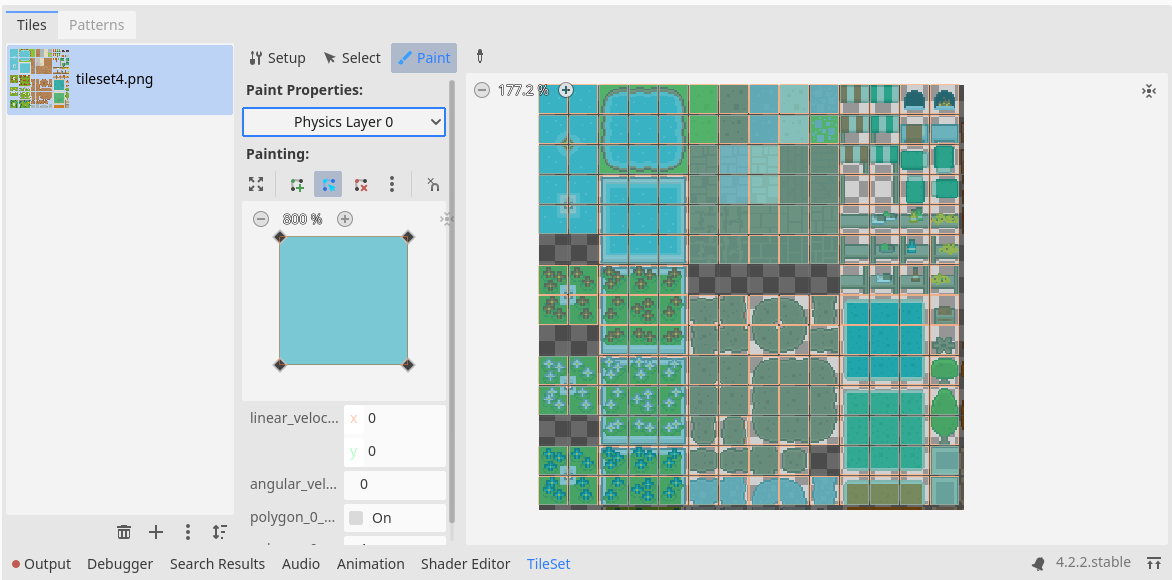 Tiles Patterns
tileset4.png
Setup Select Paint
Paint Properties:
Physics Layer 0
Painting:
800 %
linear_veloc... x 0
y 0
angular_vel... 0
polygon_0_... On
177.2 %
Output Debugger Search Results Audio Animation Shader Editor TileSet 4.2.2.stable